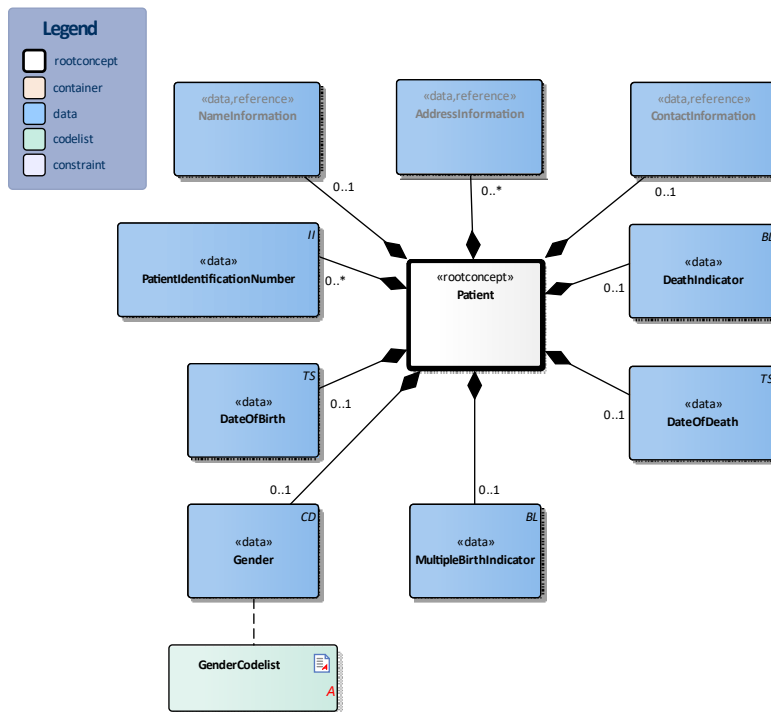 Legend
rootconcept
container
data
codelist
constraint
«data,reference»
NameInformation
«data,reference»
AddressInformation
«data,reference»
ContactInformation
0..1
0..*
0..1
II
«data»
PatientIdentificationNumber
0..*
«rootconcept»
Patient
BL
«data»
DeathIndicator
0..1
TS
«data»
DateOfBirth
0..1
TS
«data»
DateOfDeath
0..1
0..1
0..1
CD
«data»
Gender
BL
«data»
MultipleBirthIndicator
GenderCodelist
A